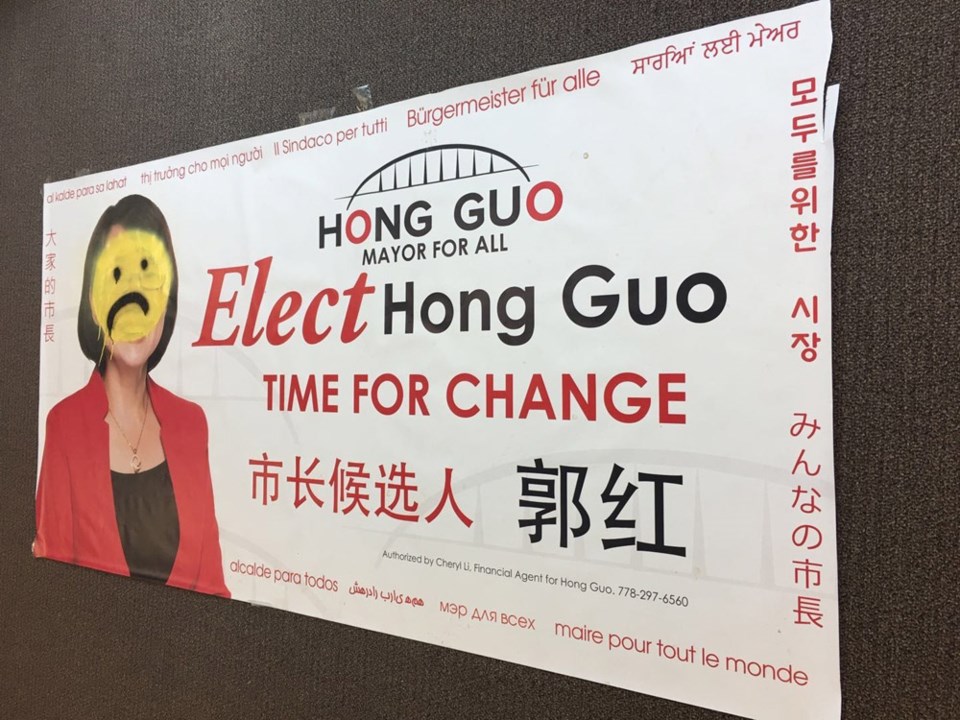 al kalde para sa lahat
thị trưởng cho mọi người
Il Sindaco per tutti
Bürgermeister für alle
ਸਾਰਿਆਂ ਲਈ ਮੇਅਰ
大家的市長
HONG GUO
MAYOR FOR ALL
Elect Hong Guo
TIME FOR CHANGE
市长候选人 郭红
Authorized by Cheryl Li, Financial Agent for Hong Guo. 778-297-6560
모두를위한 시장
みんなの市長
alcalde para todos
мэр для всех
maire pour tout le monde